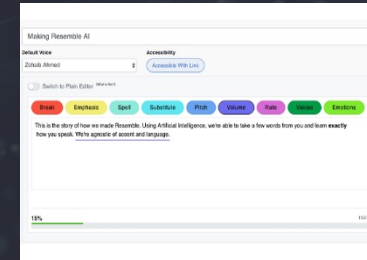 Making Resemble AI
Default Voice
Accessibility
Zohaib Ahmed
Accessible With Link
Switch to Plain Editor
Break Emphasis Spell Substitute Pitch Volume Rate Voices Emotions
This is the story of how we made Resemble. Using Artificial Intelligence, we're able to take a few words from you and learn exactly
how you speak. We're agnostic of accent and language.
15%